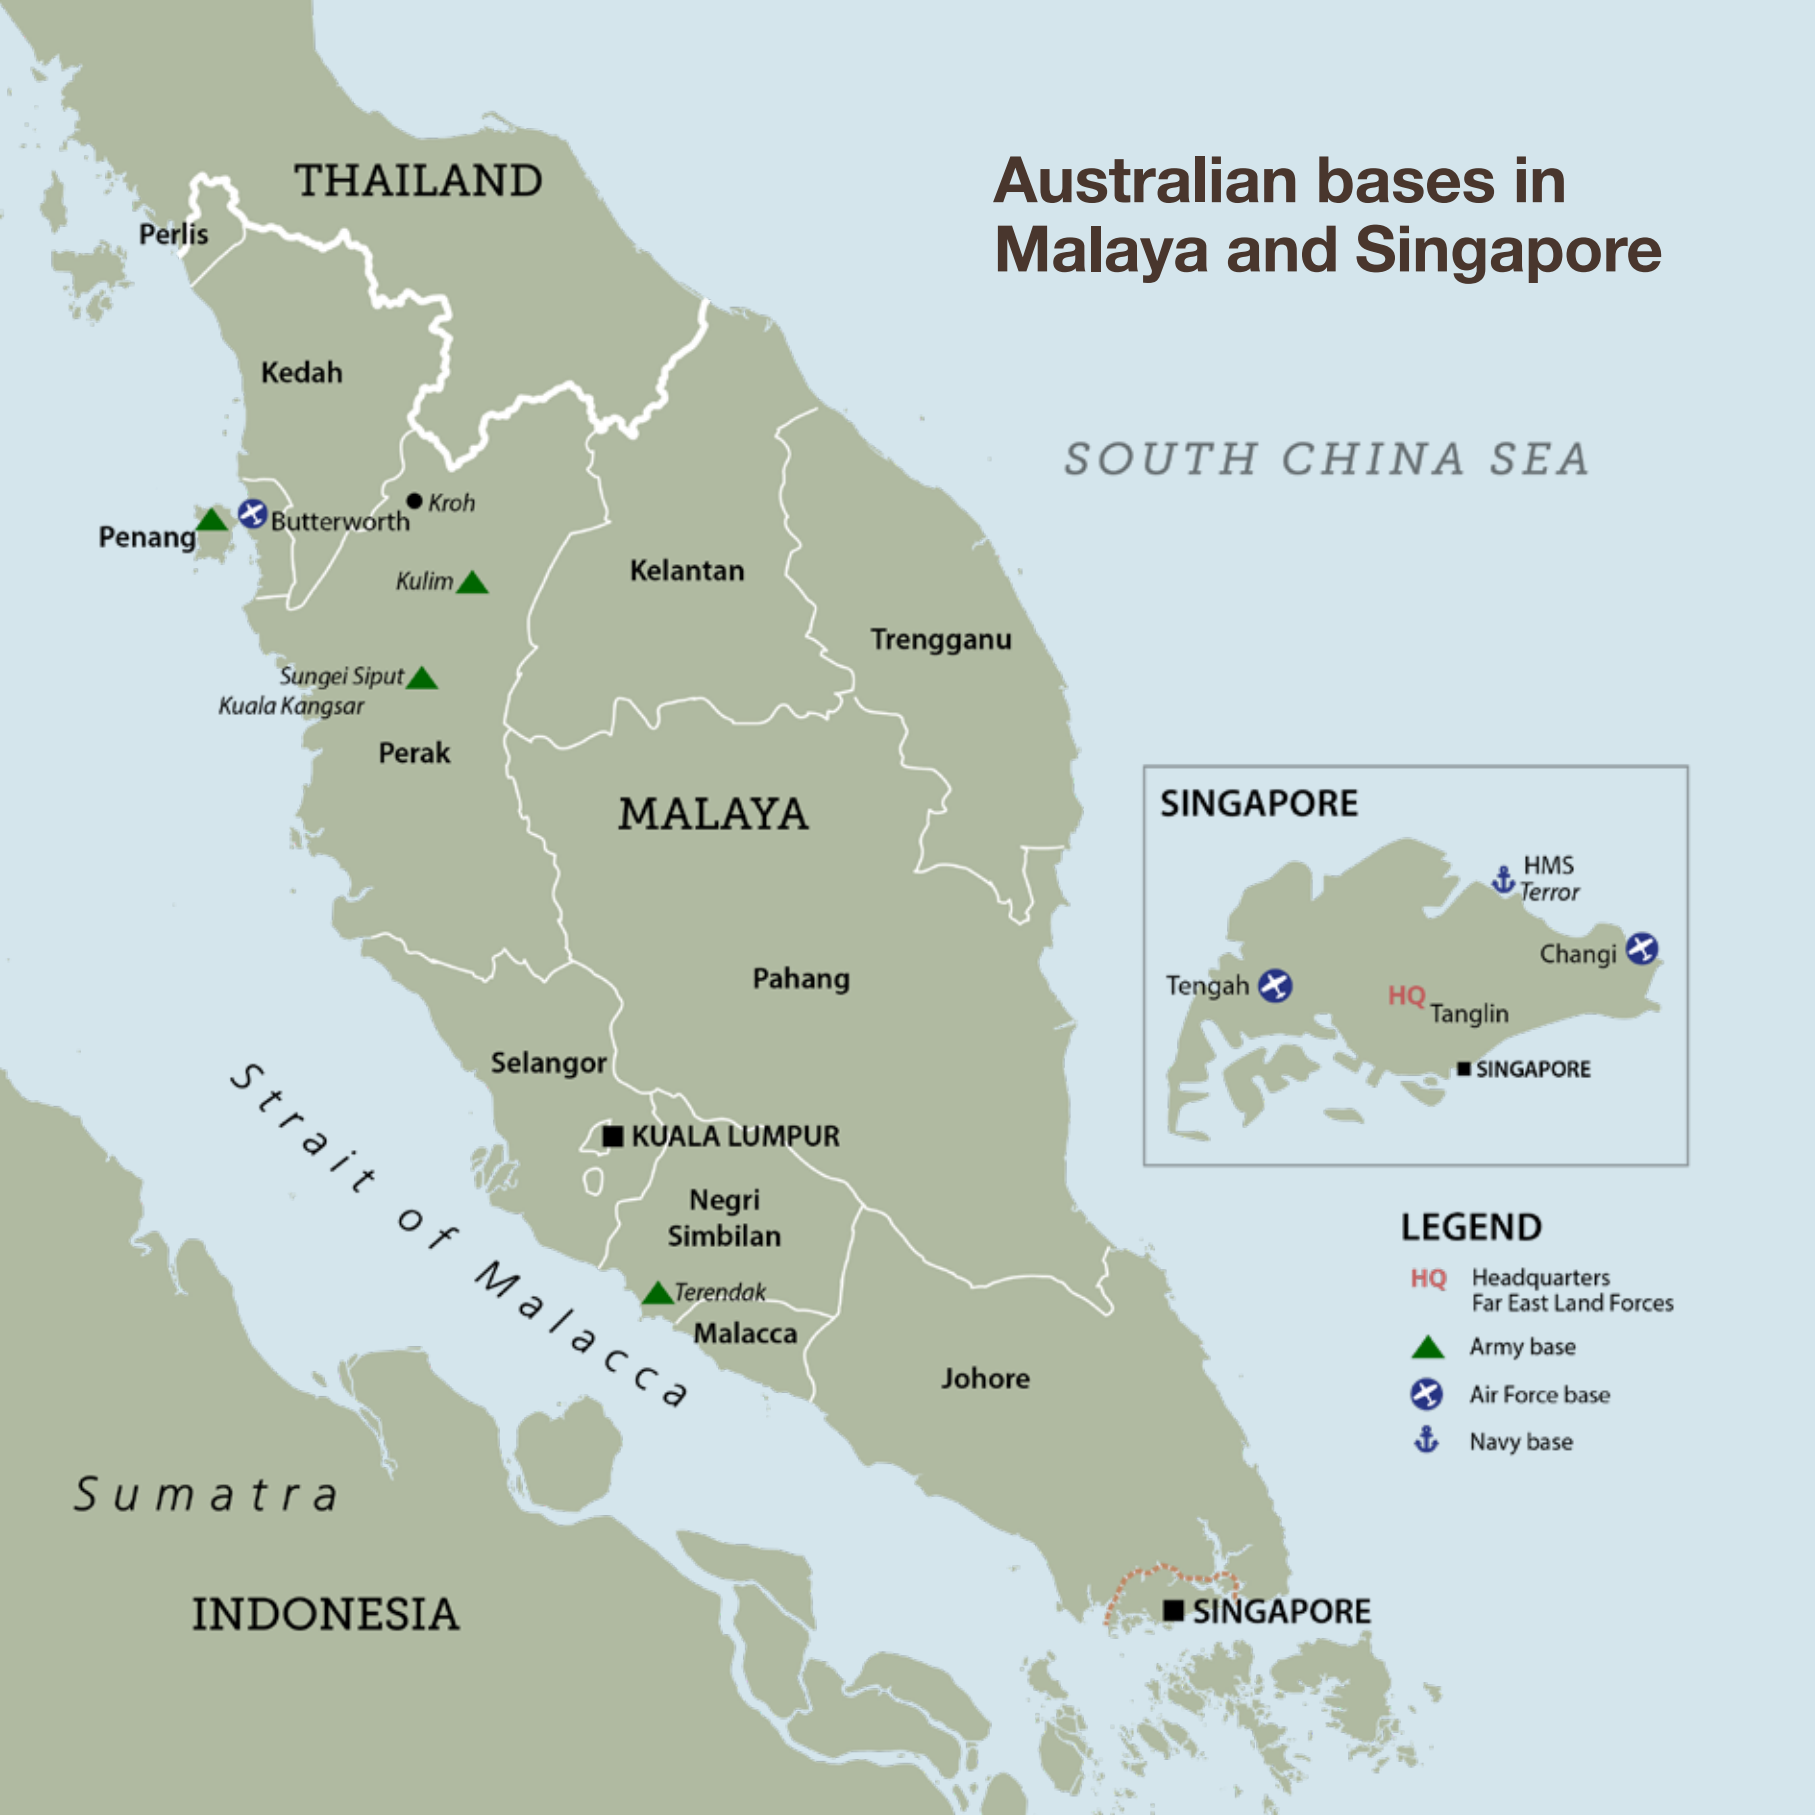 Australian bases in
Malaya and Singapore
THAILAND
Perlis
Kedah
SOUTH CHINA SEA
Kroh
Butterworth
Penang
Kulim
Kelantan
Trengganu
Sungei Siput
Kuala Kangsar
Perak
MALAYA
Pahang
Selangor
KUALA LUMPUR
Negri
Simbilan
Terendak
Malacca
Johore
Strait of Malacca
Sumatra
INDONESIA
SINGAPORE
SINGAPORE
HMS
Terror
Changi
Tengah
HQ
Tanglin
SINGAPORE
LEGEND
HQ Headquarters
Far East Land Forces
Army base
Air Force base
Navy base